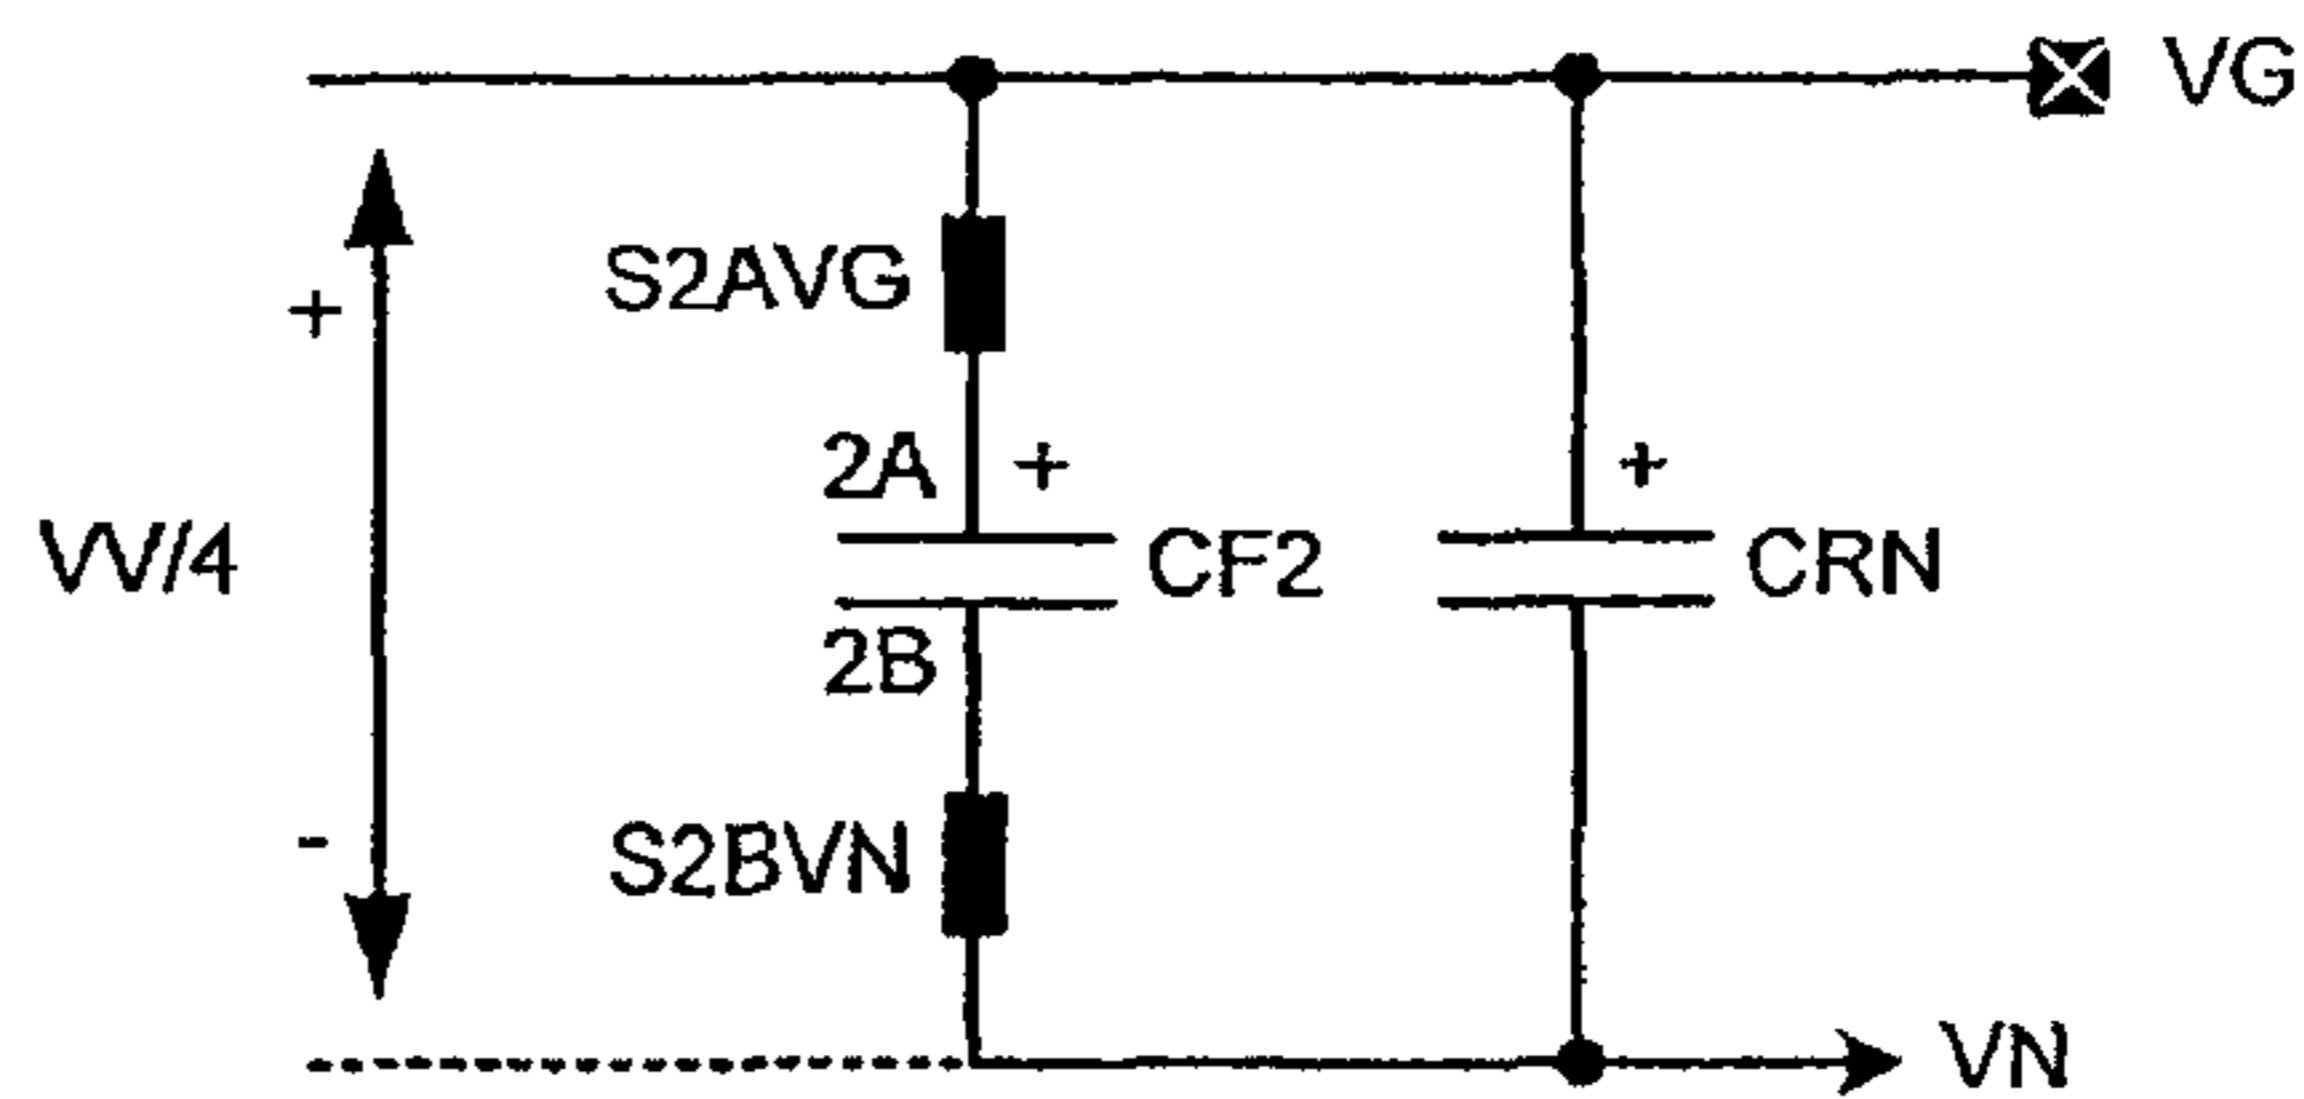 VG
S2AVG
+
2A +
+
VV/4
CF2
CRN
2B
-
S2BVN
VN